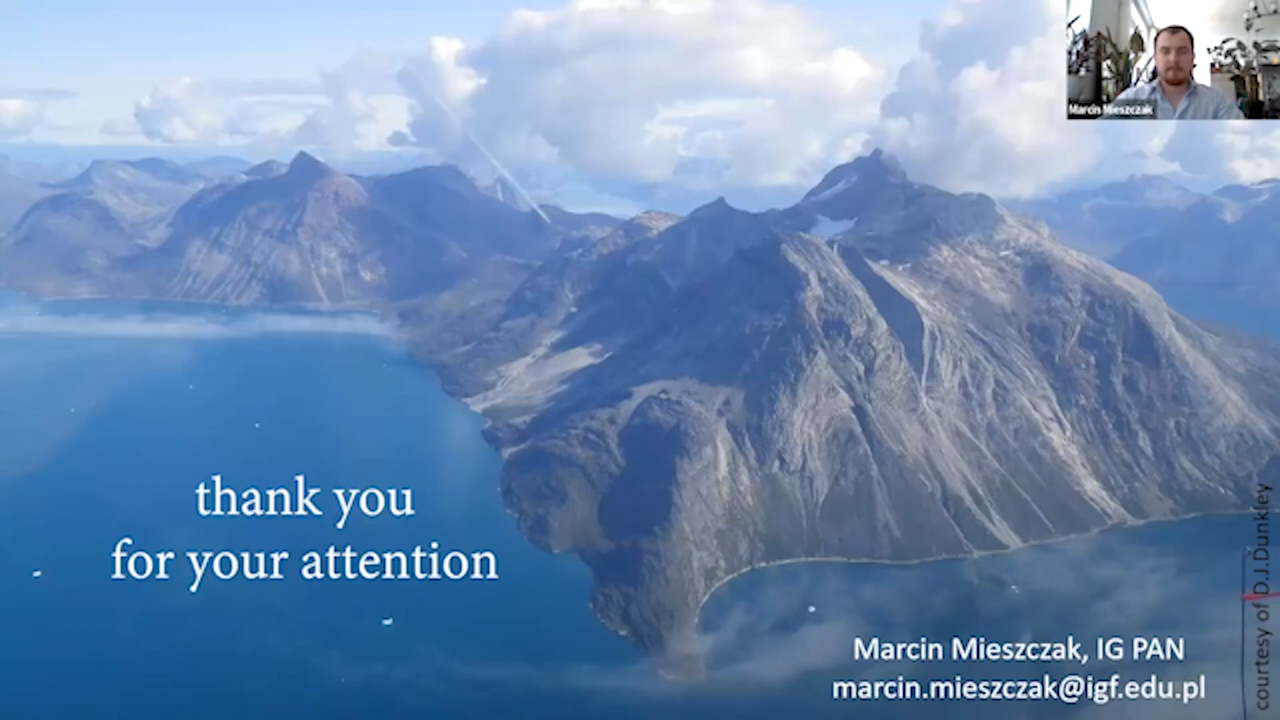 Marcin Mieszczak
thank you
for your attention
Marcin Mieszczak, IG PAN
marcin.mieszczak@igf.edu.pl
courtesy of D.J.Dunkley